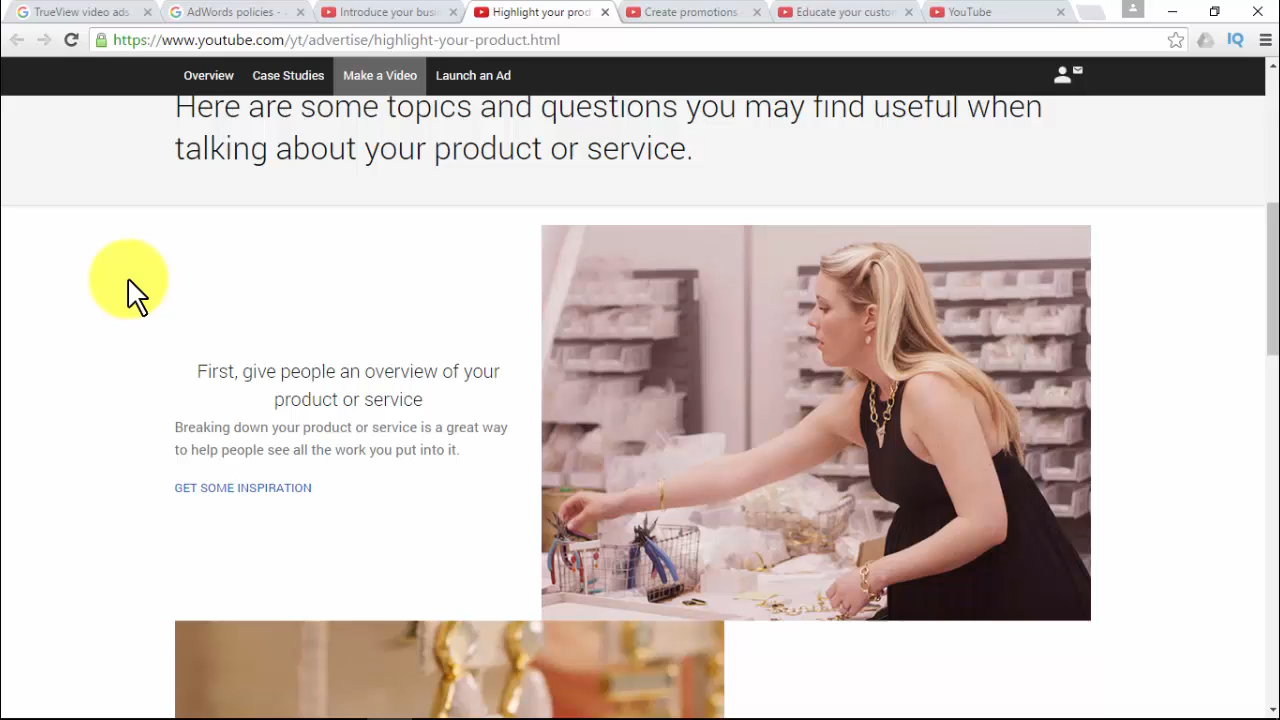 TrueView video ads
AdWords policies -
Introduce your busi
Highlight your prod
Create promotions.
Educate your custo
YouTube
https://www.youtube.com/yt/advertise/highlight-your-product.html
IQ
Overview
Case Studies
Make a Video
Launch an Ad
Here are some topics and questions you may find useful when
talking about your product or service.
First, give people an overview of your
product or service
Breaking down your product or service is a great way
to help people see all the work you put into it.
GET SOME INSPIRATION